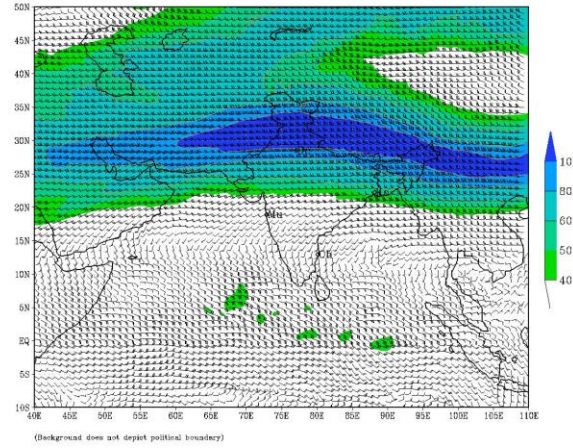 50N
45N
40N
35N
30N
25N
20N
15N
10N
5N
EQ
5S
10S
40E 45E 50E 55E 60E 65E 70E 75E 80E 85E 90E 95E 100E 105E 110E
Mu
Ch
10
80
60
50
40
(Background does not depict political boundary)